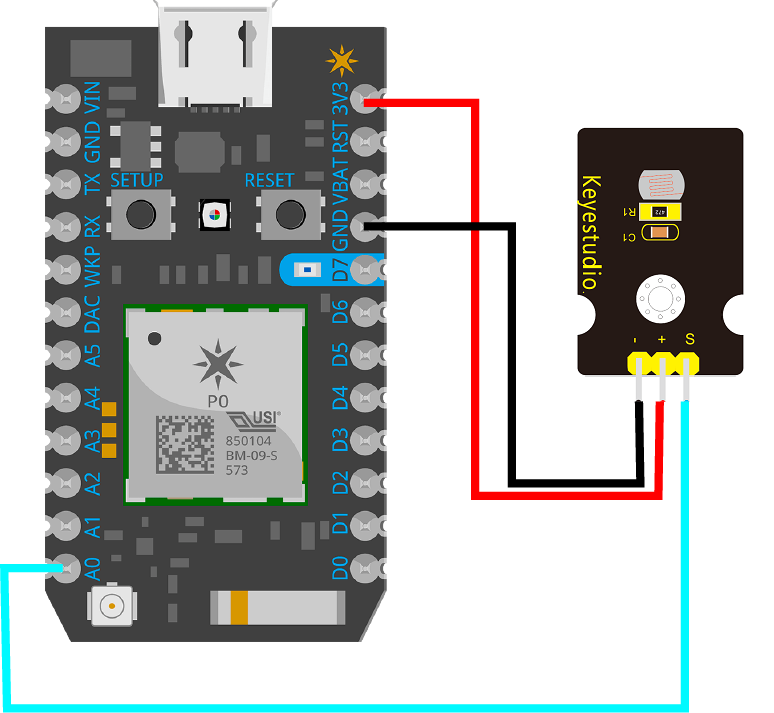 VIN
GND
TX
RX
WKP
DAC
A5
A4
A3
A2
A1
A0
SETUP
RESET
3V3
RST
VBAT
GND
D7
D6
D5
D4
D3
D2
D1
D0
P0
USI
850104
BM-09-S
573
Keyestudio
R1
472
C1
- + S